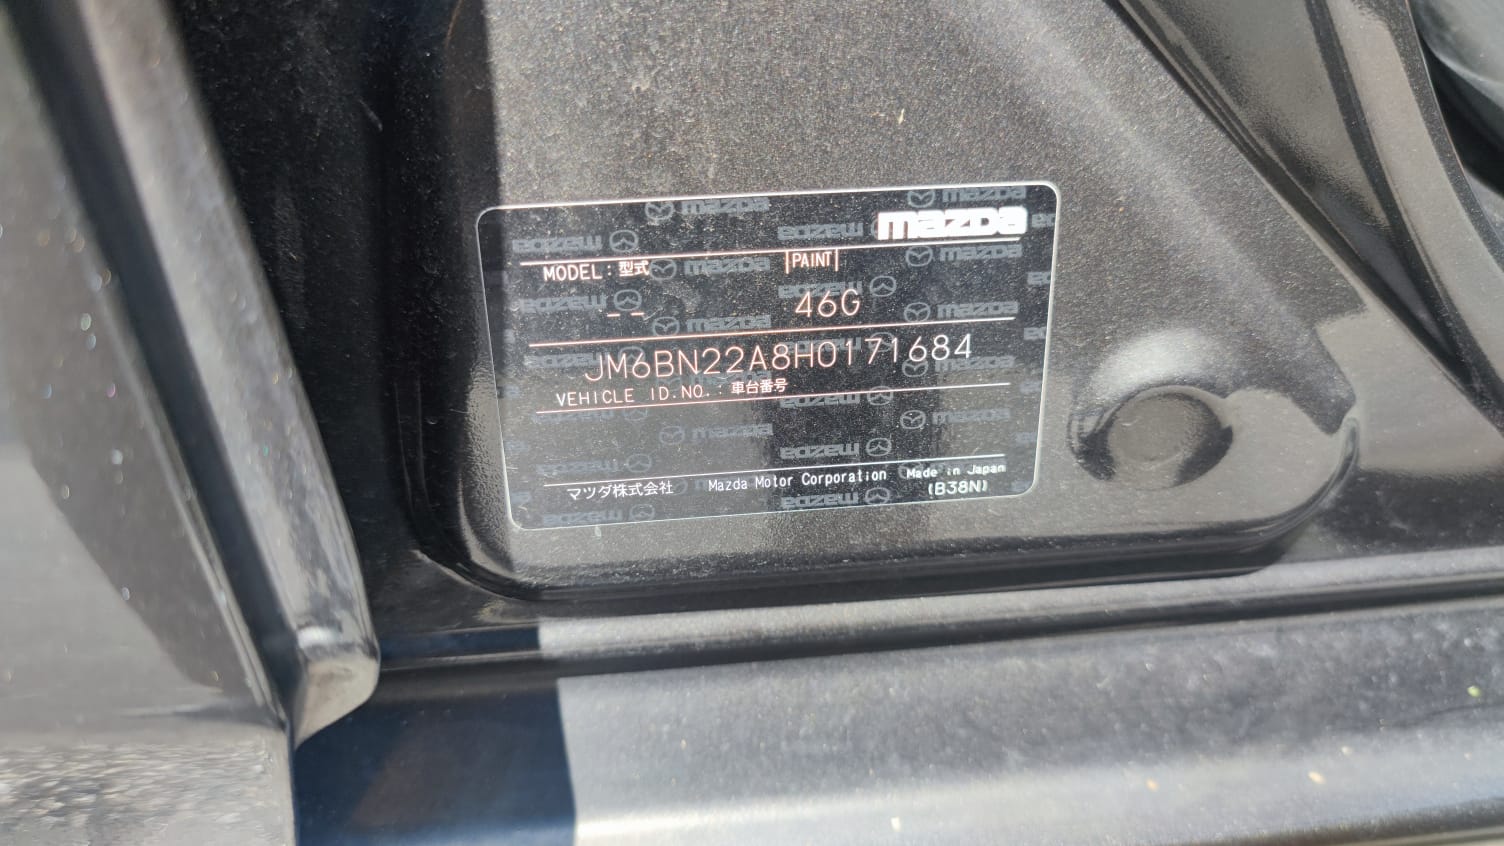 mazda
MODEL:型式 PAINT
-- 46G
JM6BN22A8H0171684
VEHICLE ID.NO.:車台番号
マツダ株式会社 Mazda Motor Corporation Made in Japan
(B38N)